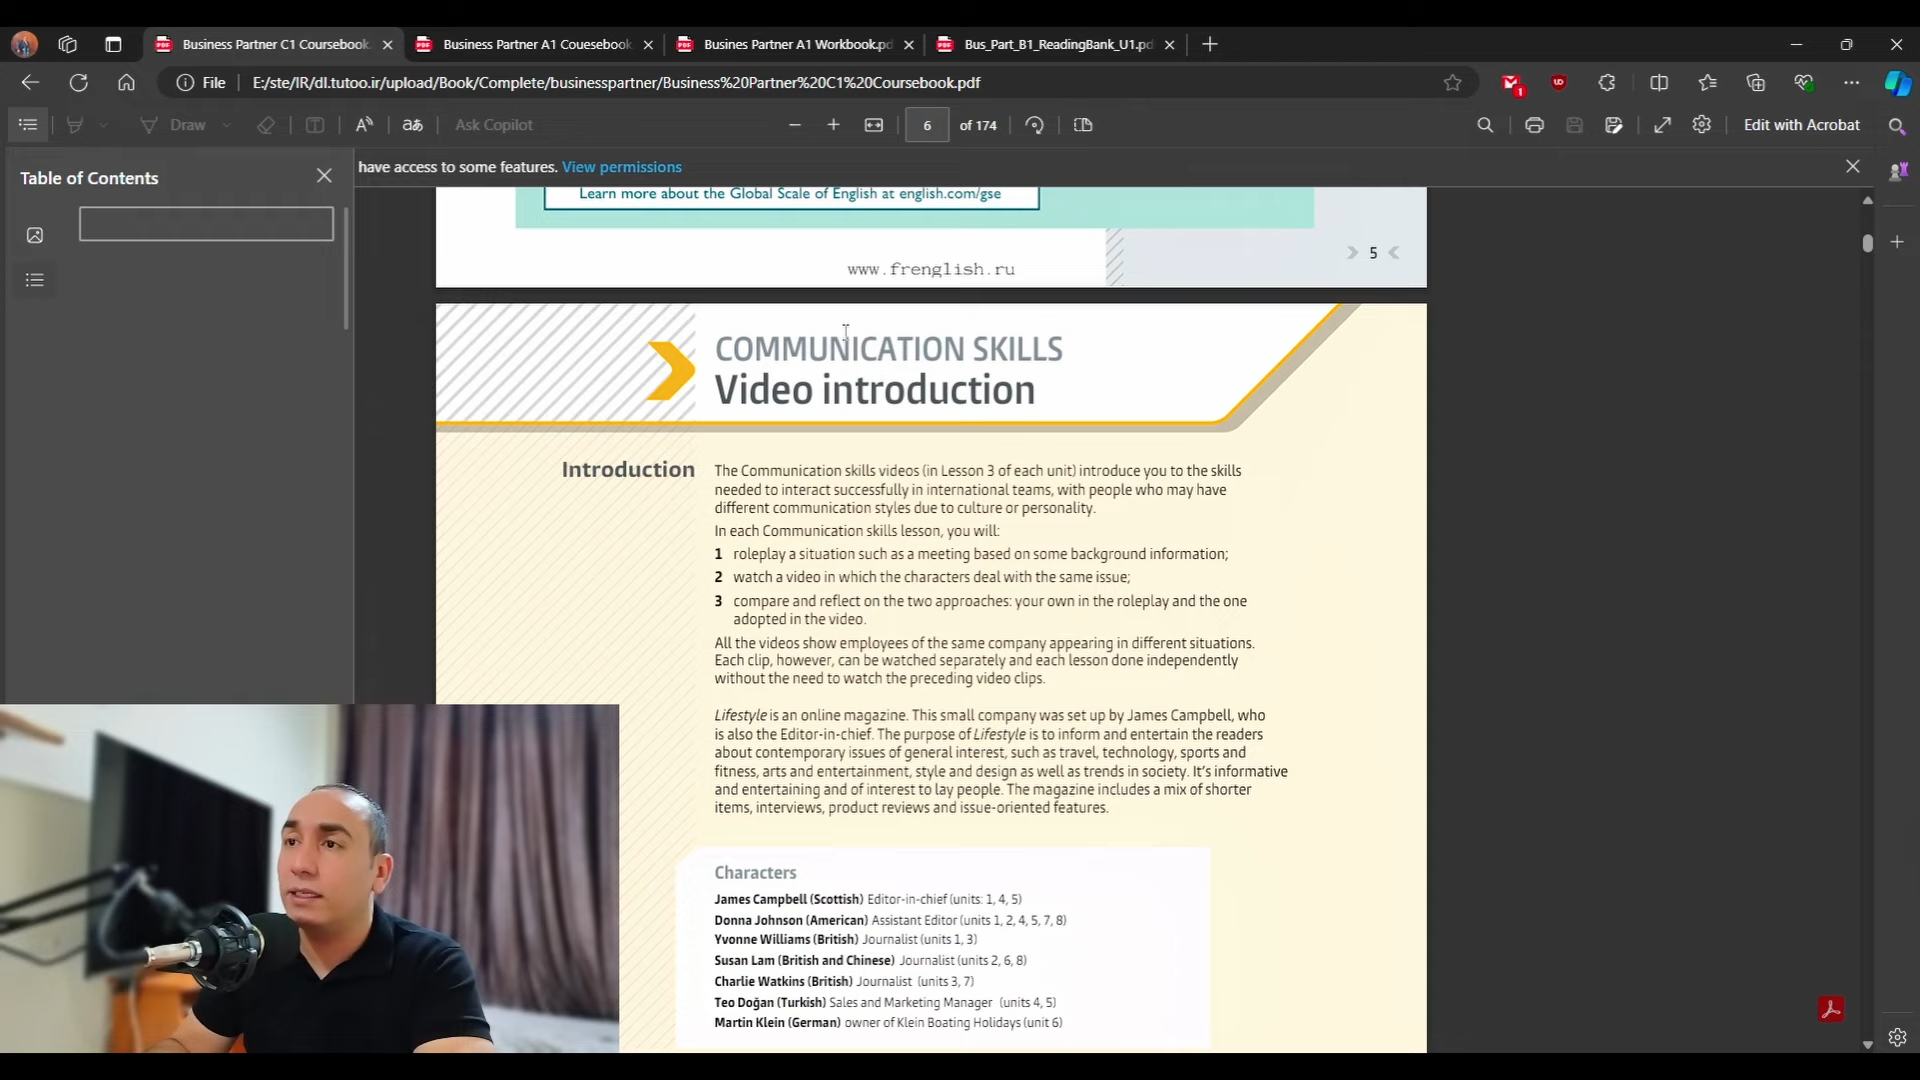 Business Partner C1 Coursebook
Business Partner A1 Couesebook
Busines Partner A1 Workbook.pd
Bus_Part_B1_ReadingBank_U1.pd
File
E:/ste/IR/dl.tutoo.ir/upload/Book/Complete/businesspartner/Business%20Partner%20C1%20Coursebook.pdf
1
Draw
Ask Copilot
6
of 174
Edit with Acrobat
Table of Contents
have access to some features. View permissions
Learn more about the Global Scale of English at english.com/gse
5
www.frenglish.ru
COMMUNICATION SKILLS
Video introduction
Introduction
The Communication skills videos (in Lesson 3 of each unit) introduce you to the skills
needed to interact successfully in international teams, with people who may have
different communication styles due to culture or personality.
In each Communication skills lesson, you will:
1 roleplay a situation such as a meeting based on some background information;
2 watch a video in which the characters deal with the same issue;
3 compare and reflect on the two approaches: your own in the roleplay and the one
adopted in the video.
All the videos show employees of the same company appearing in different situations.
Each clip, however, can be watched separately and each lesson done independently
without the need to watch the preceding video clips.
Lifestyle is an online magazine. This small company was set up by James Campbell, who
is also the Editor-in-chief. The purpose of Lifestyle is to inform and entertain the readers
about contemporary issues of general interest, such as travel, technology, sports and
fitness, arts and entertainment, style and design as well as trends in society. It's informative
and entertaining and of interest to lay people. The magazine includes a mix of shorter
items, interviews, product reviews and issue-oriented features.
Characters
James Campbell (Scottish) Editor-in-chief (units: 1, 4, 5)
Donna Johnson (American) Assistant Editor (units 1, 2, 4, 5, 7, 8)
Yvonne Williams (British) Journalist (units 1, 3)
Susan Lam (British and Chinese) Journalist (units 2, 6, 8)
Charlie Watkins (British) Journalist (units 3, 7)
Teo Doğan (Turkish) Sales and Marketing Manager (units 4, 5)
Martin Klein (German) owner of Klein Boating Holidays (unit 6)